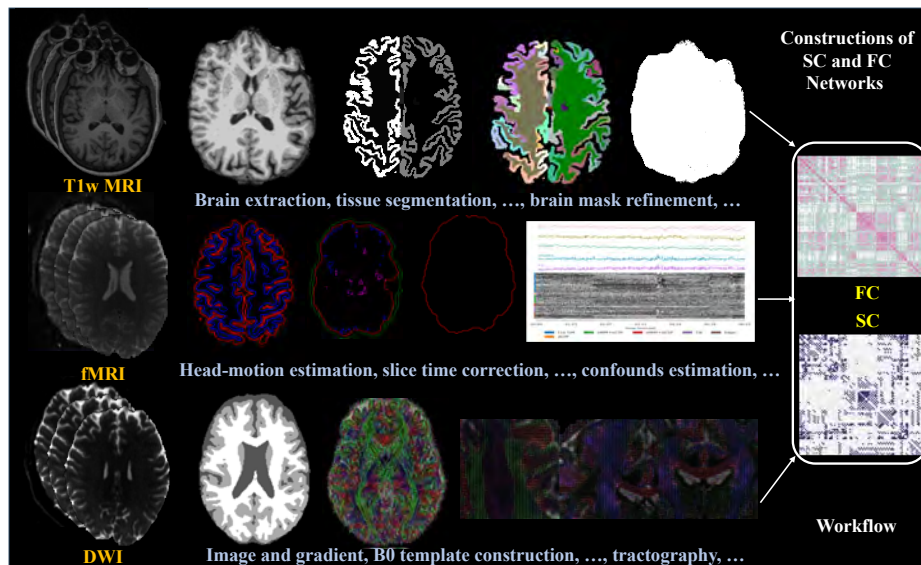 Constructions of
SC and FC
Networks
T1w MRI
Brain extraction, tissue segmentation, …, brain mask refinement, …
FC
SC
fMRI
Head-motion estimation, slice time correction, …, confounds estimation, …
Workflow
DWI
Image and gradient, B0 template construction, …, tractography, …